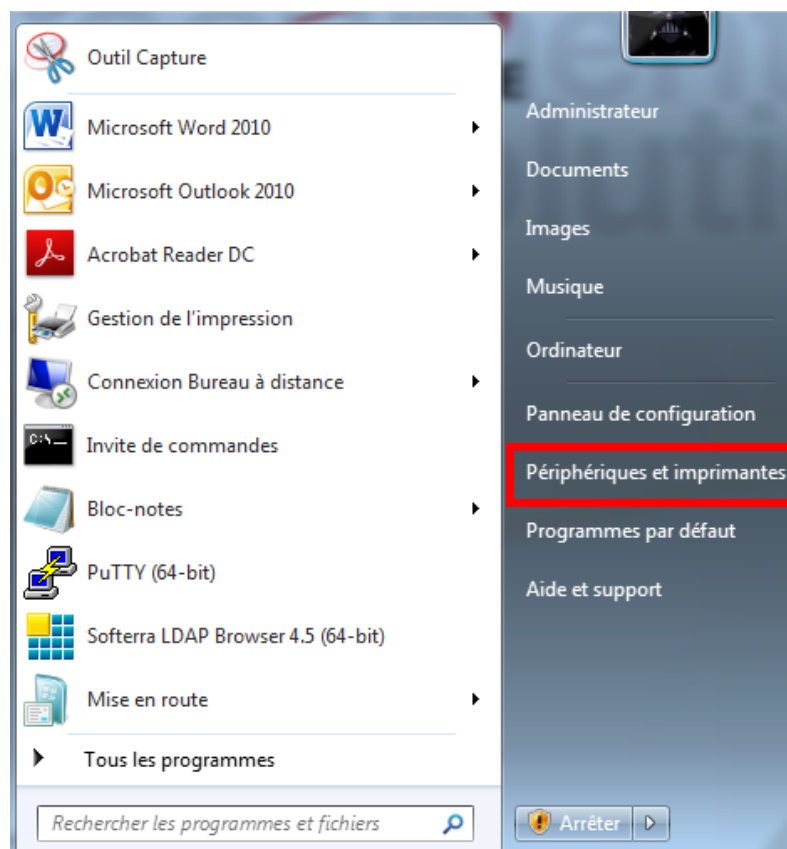 Outil Capture
Microsoft Word 2010
Microsoft Outlook 2010
Acrobat Reader DC
Gestion de l'impression
Connexion Bureau à distance
C:\_
Invite de commandes
Bloc-notes
PuTTY (64-bit)
Softerra LDAP Browser 4.5 (64-bit)
Mise en route
Tous les programmes
Rechercher les programmes et fichiers
Administrateur
Documents
Images
Musique
Ordinateur
Panneau de configuration
Périphériques et imprimantes
Programmes par défaut
Aide et support
Arrêter